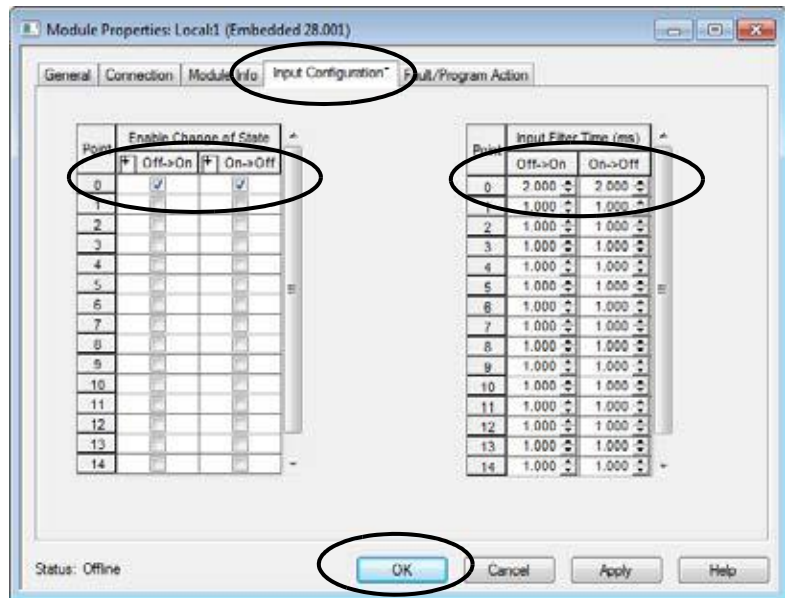 Module Properties: Local:1 (Embedded 28.001)
General Connection Module Info Input Configuration* Fault/Program Action
Point Enable Change of State
Off->On On->Off
0
1
2
3
4
5
6
7
8
9
10
11
12
13
14
Point Input Filter Time (ms)
Off->On On->Off
0 2.000 2.000
1 1.000 1.000
2 1.000 1.000
3 1.000 1.000
4 1.000 1.000
5 1.000 1.000
6 1.000 1.000
7 1.000 1.000
8 1.000 1.000
9 1.000 1.000
10 1.000 1.000
11 1.000 1.000
12 1.000 1.000
13 1.000 1.000
14 1.000 1.000
Status: Offline
OK Cancel Apply Help